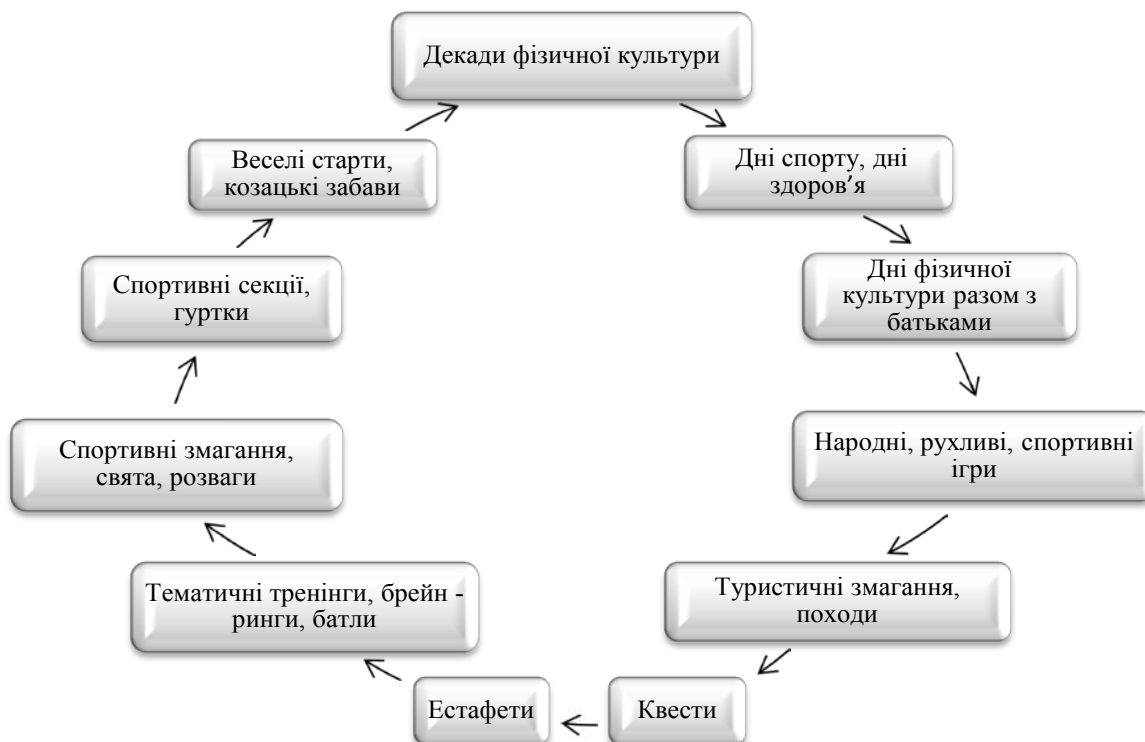 Декади фізичної культури
Дні спорту, дні
здоров’я
Дні фізичної
культури разом з
батьками
Народні, рухливі, спортивні
ігри
Туристичні змагання,
походи
Квести
Естафети
Тематичні тренінги, брейн -
ринги, батли
Спортивні змагання,
свята, розваги
Спортивні секції,
гуртки
Веселі старти,
козацькі забави